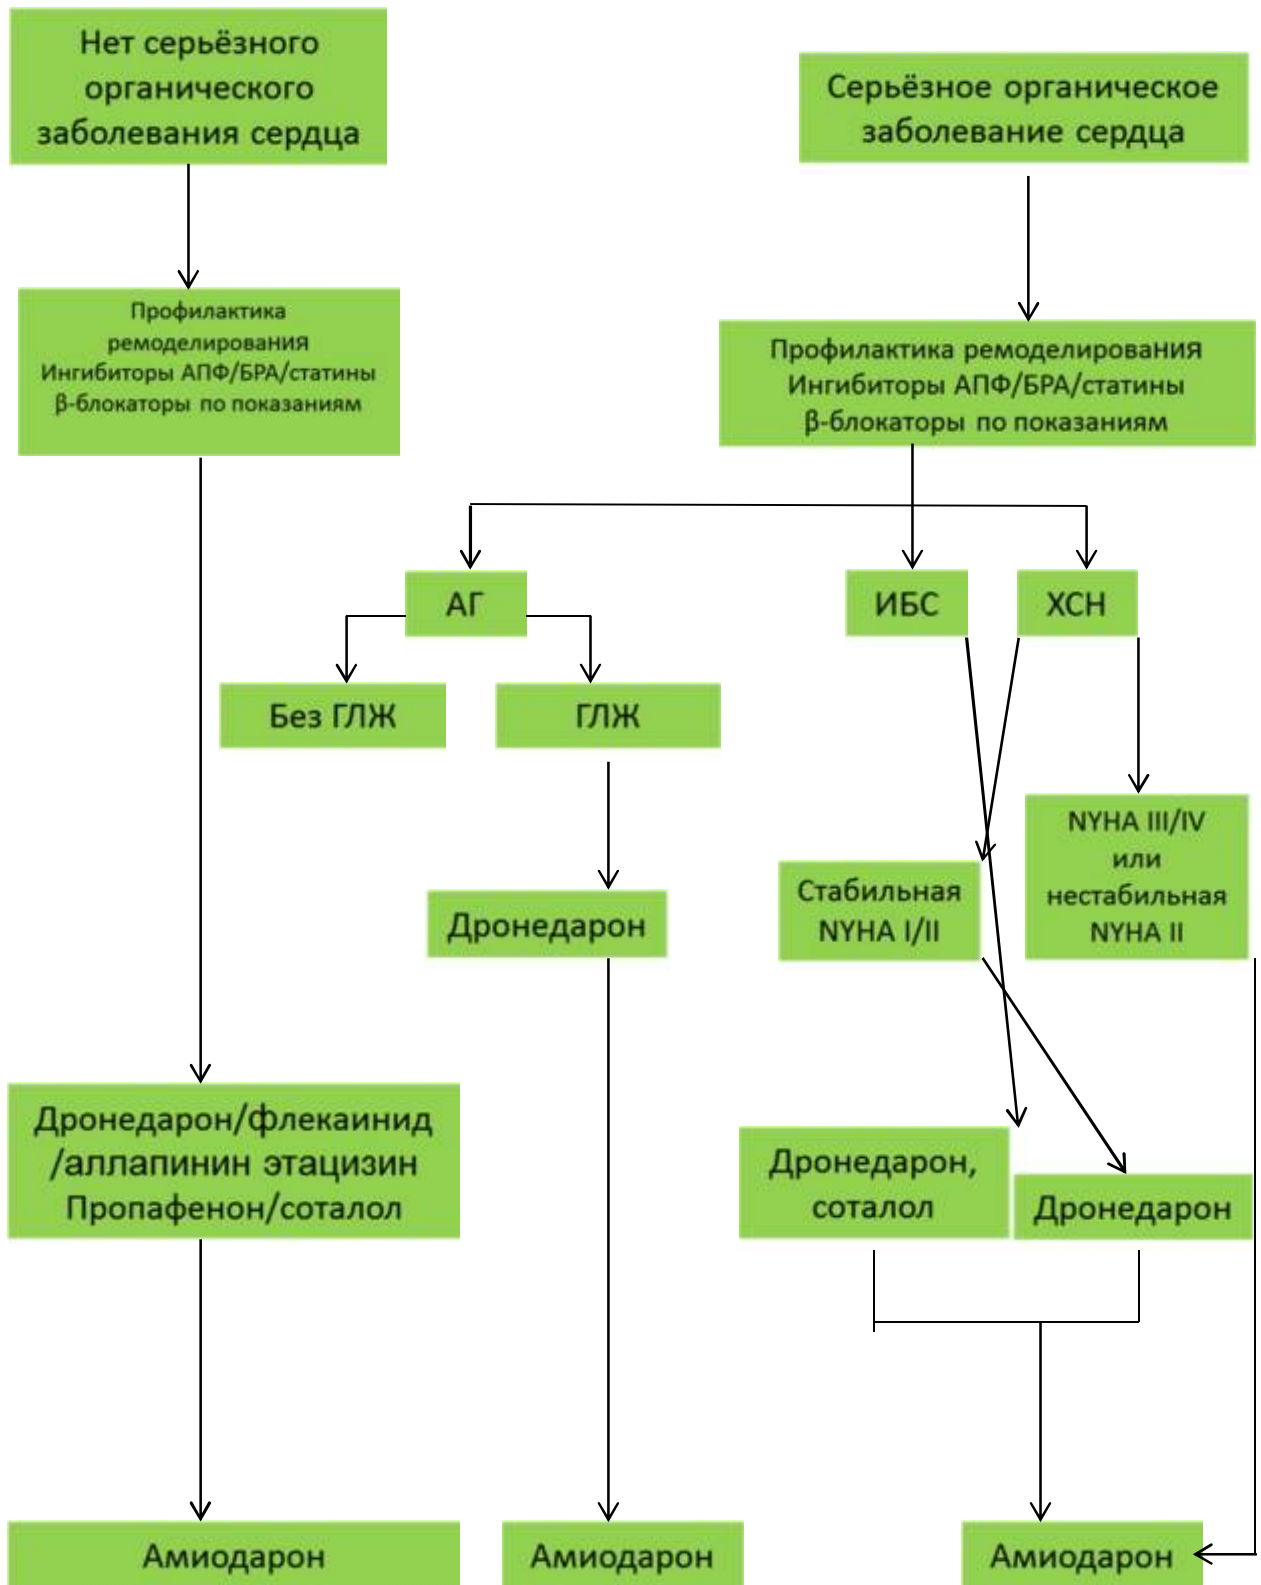 Нет серьёзного
органического
заболевания сердца
Серьёзное органическое
заболевание сердца
Профилактика
ремоделирования
Ингибиторы АПФ/БРА/статины
β-блокаторы по показаниям
Профилактика ремоделирования
Ингибиторы АПФ/БРА/статины
β-блокаторы по показаниям
АГ
ИБС
ХСН
Без ГЛЖ
ГЛЖ
NYHA III/IV
или
нестабильная
NYHA II
Стабильная
NYHA I/II
Дронедарон
Дронедарон/флекаинид
/аллапинин этацизин
Пропафенон/соталол
Дронедарон,
соталол
Дронедарон
Амиодарон
Амиодарон
Амиодарон